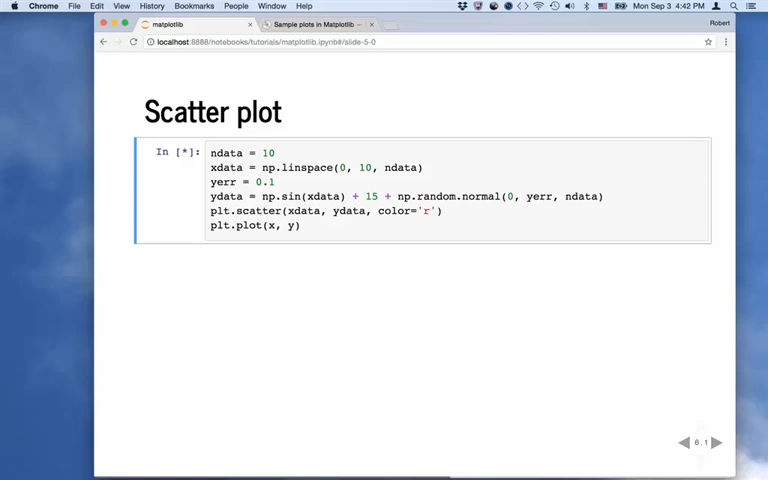 Chrome File Edit View History Bookmarks People Window Help Mon Sep 3 4:42 PM
matplotlib × Sample plots in Matplotlib — × Robert
localhost:8888/notebooks/tutorials/matplotlib.ipynb#/slide-5-0
Scatter plot
In [*]: ndata = 10
xdata = np.linspace(0, 10, ndata)
yerr = 0.1
ydata = np.sin(xdata) + 15 + np.random.normal(0, yerr, ndata)
plt.scatter(xdata, ydata, color='r')
plt.plot(x, y)
6.1